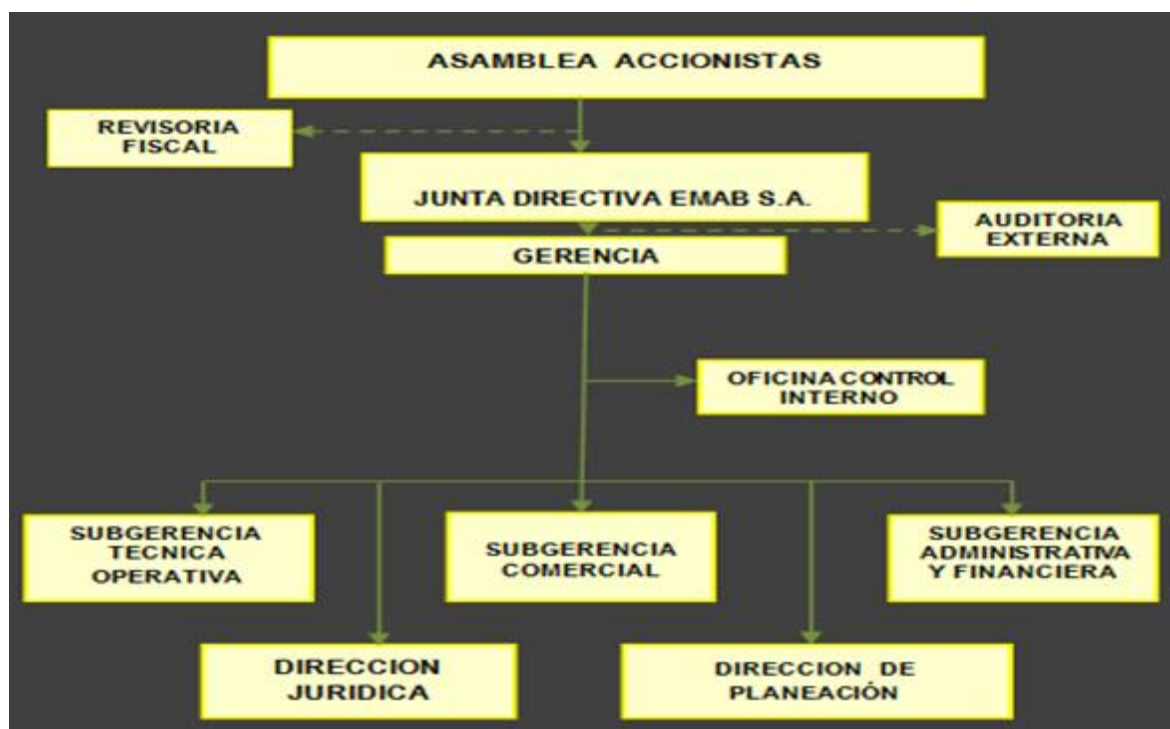 ASAMBLEA ACCIONISTAS
REVISORIA
FISCAL
JUNTA DIRECTIVA EMAB S.A.
AUDITORIA
EXTERNA
GERENCIA
OFICINA CONTROL
INTERNO
SUBGERENCIA
TECNICA
OPERATIVA
SUBGERENCIA
COMERCIAL
SUBGERENCIA
ADMINISTRATIVA
Y FINANCIERA
DIRECCION
JURIDICA
DIRECCION DE
PLANEACIÓN